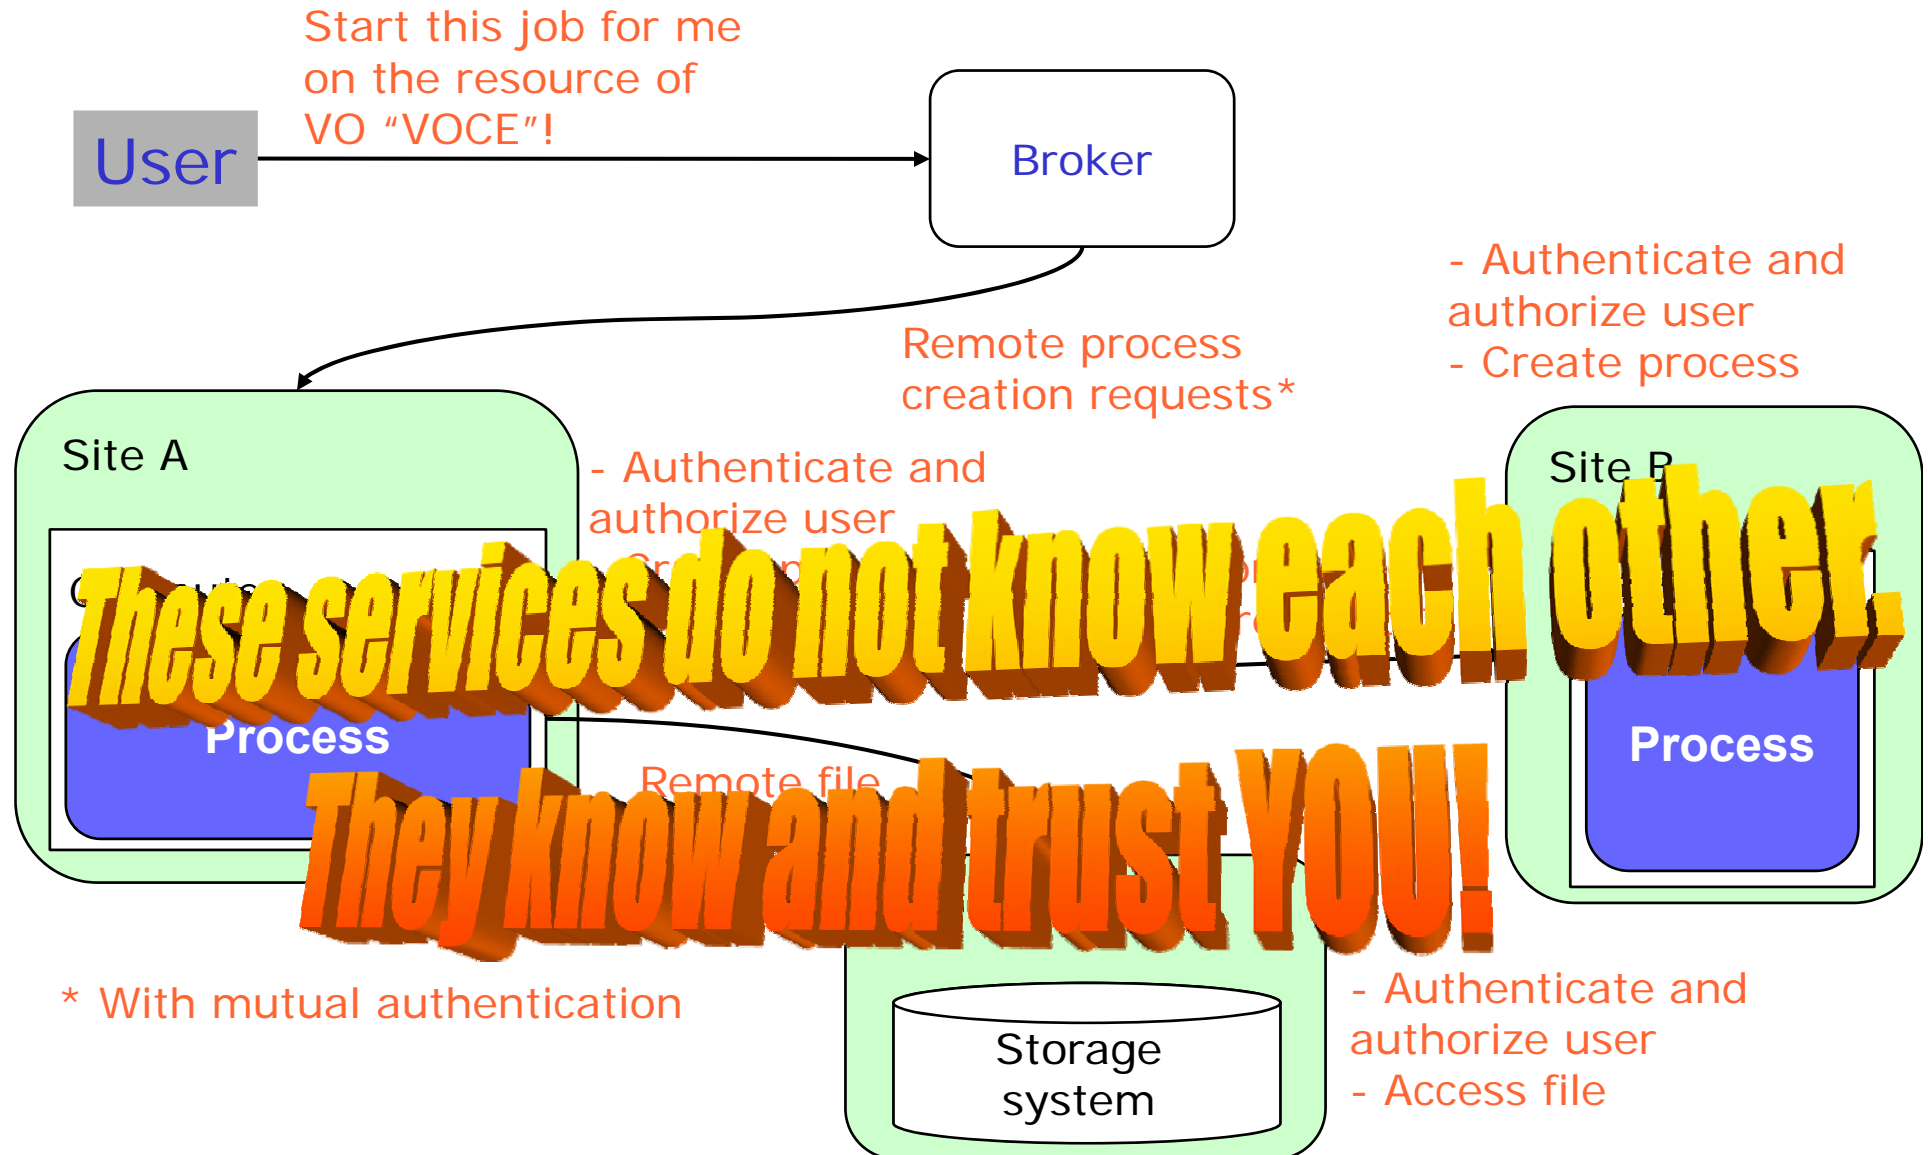 Start this job for me
on the resource of
VO “VOCE”!
User
Broker
- Authenticate and
authorize user
- Create process
Remote process
creation requests*
Site A
- Authenticate and
authorize user
Site B
These services do not know each other.
Process
Process
Remote file
They know and trust YOU!
* With mutual authentication
- Authenticate and
authorize user
- Access file
Storage
system